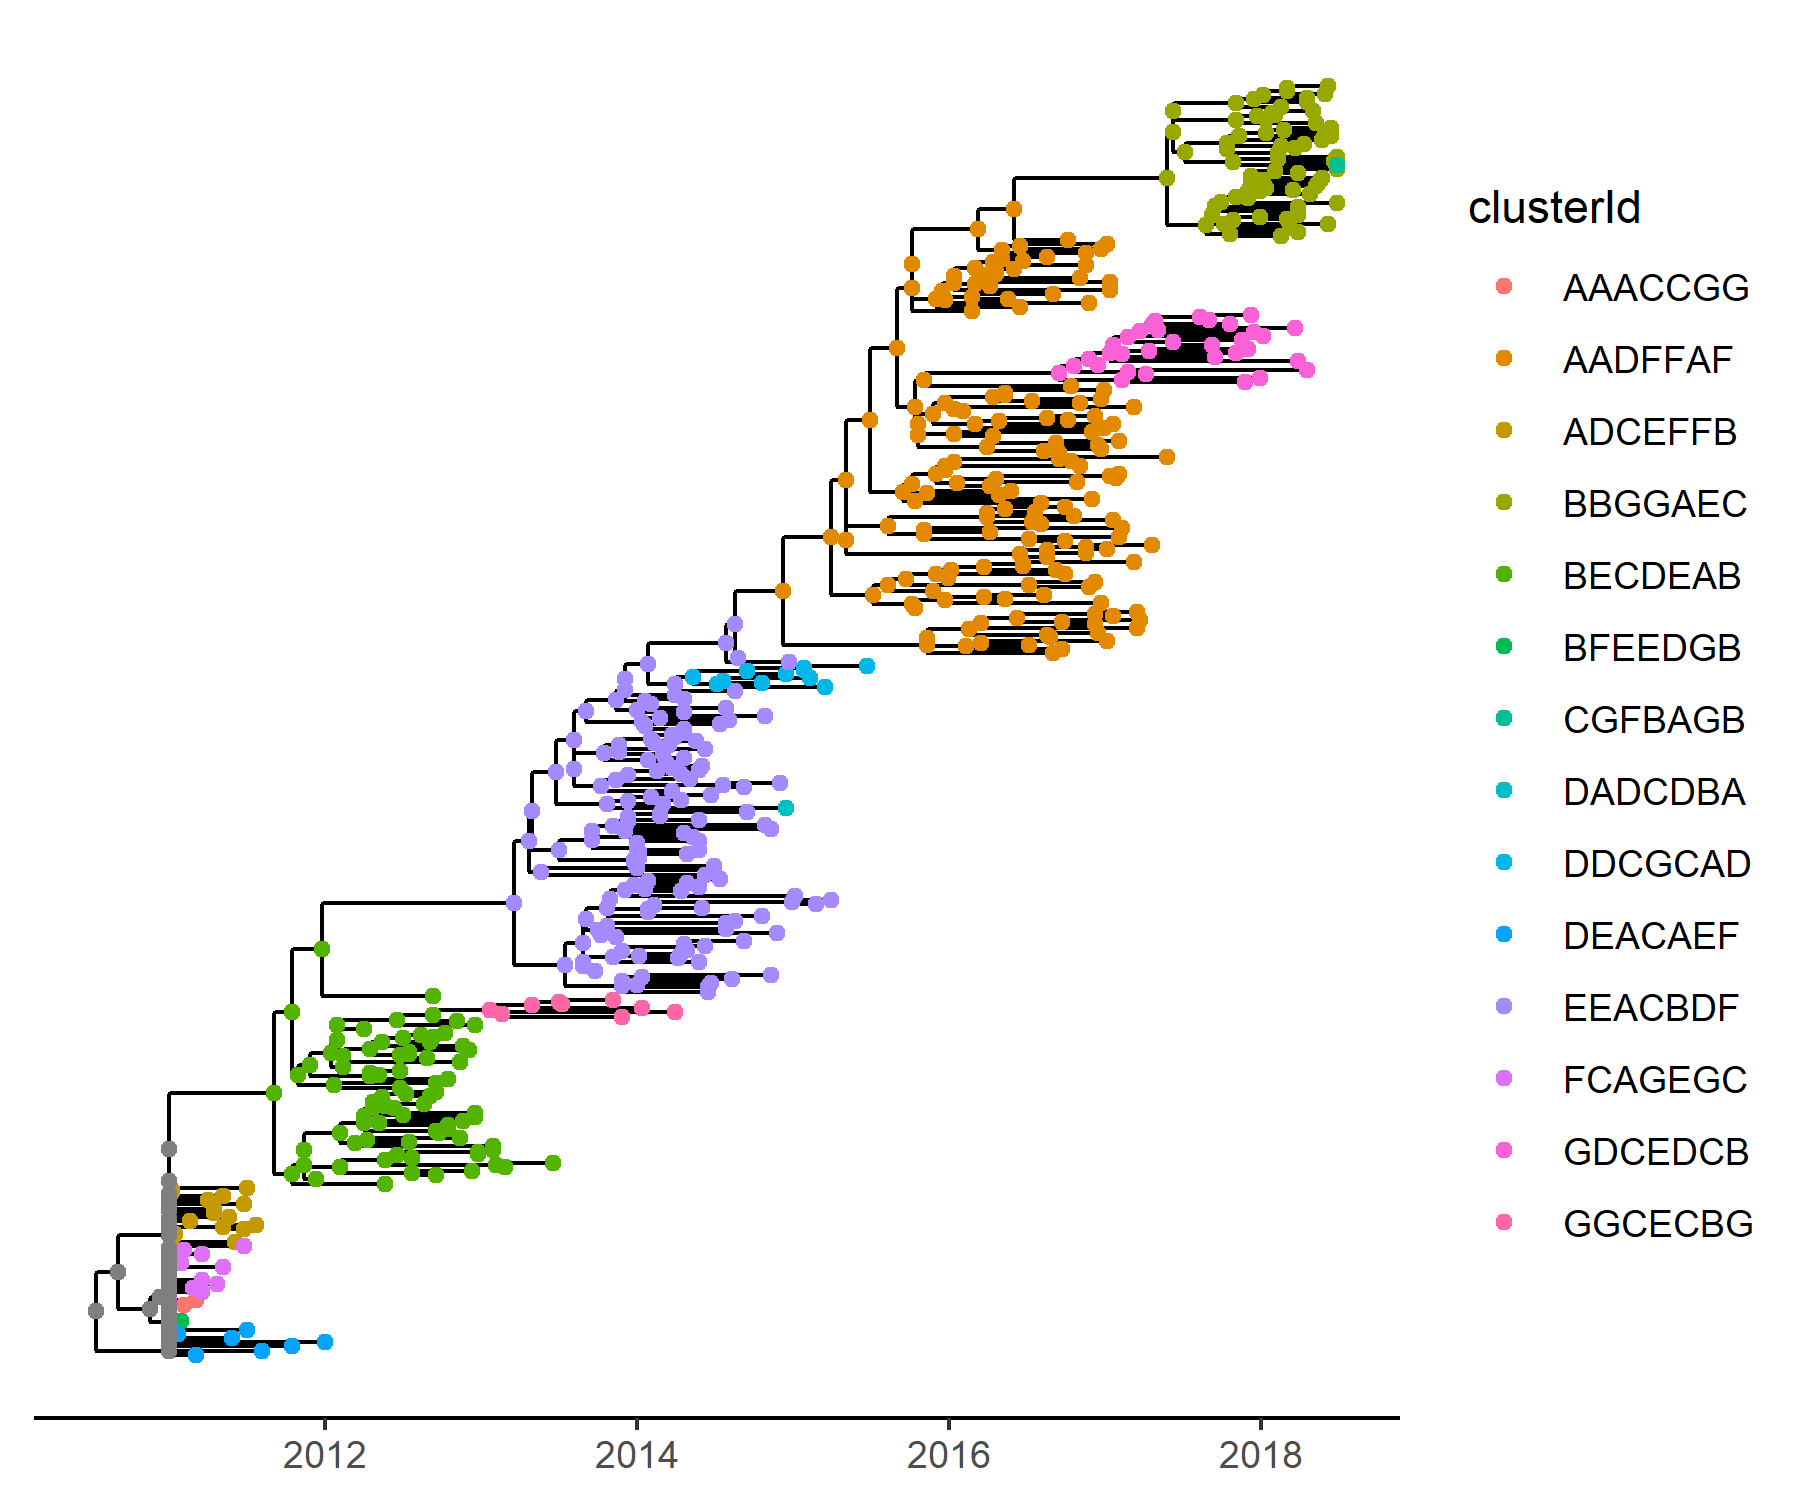 clusterId
AAACCGG
AADFFAF
ADCEFFB
BBGGAEC
BECDEAB
BFEEDGB
CGFBAGB
DADCDBA
DDCGCAD
DEACAEF
EEACBDF
FCAGEGC
GDCEDCB
GGCECBG
2012 2014 2016 2018